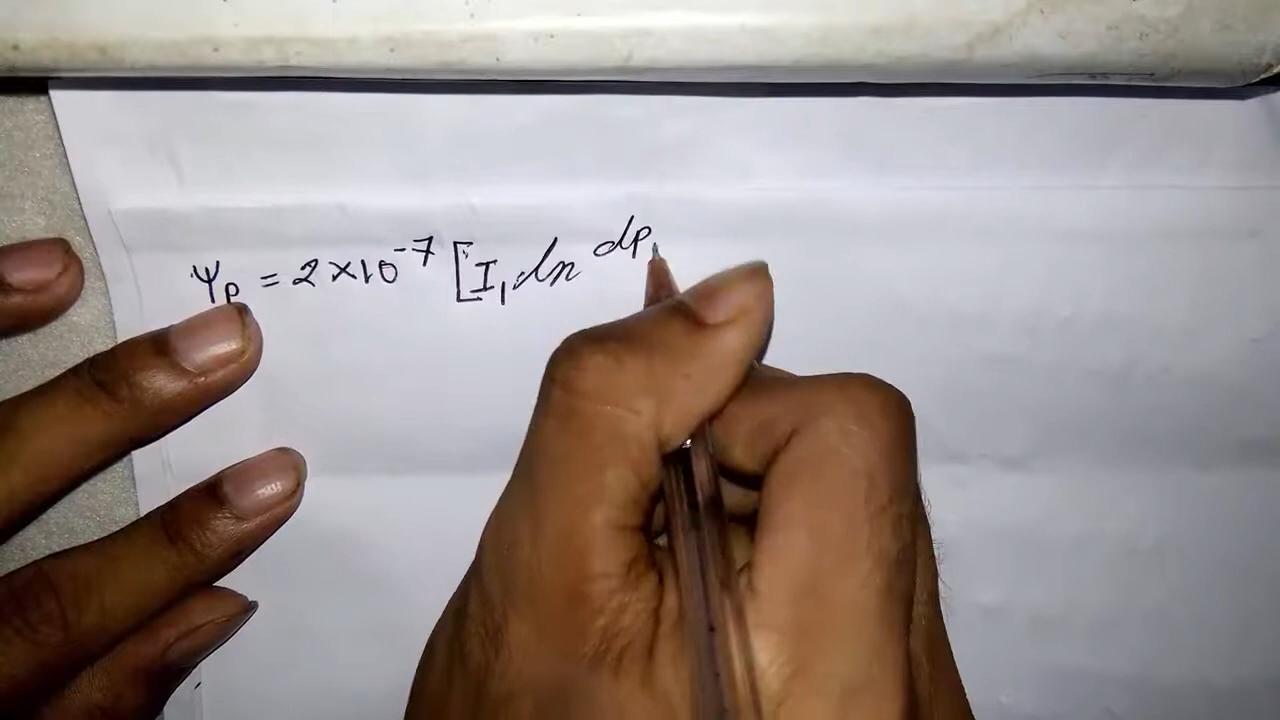 Ψp = 2×10⁻⁷ [I₁ ln dp